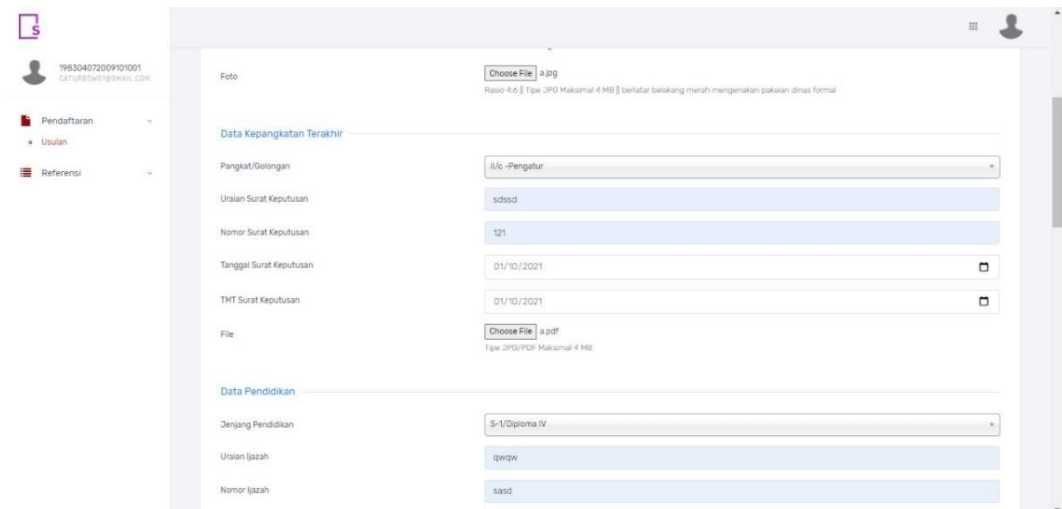 S
198304072009101001
Pendaftaran
Usulan
Referensi
Foto
Choose File a.jpg
Rasio 4:6 || Tipe JPG Maksimal 4 MB || berlatar belakang merah mengenakan pakaian dinas formal
Data Kepangkatan Terakhir
Pangkat/Golongan
II/c -Pengatur
Uraian Surat Keputusan
sdssd
Nomor Surat Keputusan
121
Tanggal Surat Keputusan
01/10/2021
TMT Surat Keputusan
01/10/2021
File
Choose File a.pdf
Tipe JPG/PDF Maksimal 4 MB
Data Pendidikan
Jenjang Pendidikan
S-1/Diploma IV
Uraian Ijazah
qwqw
Nomor Ijazah
sasd